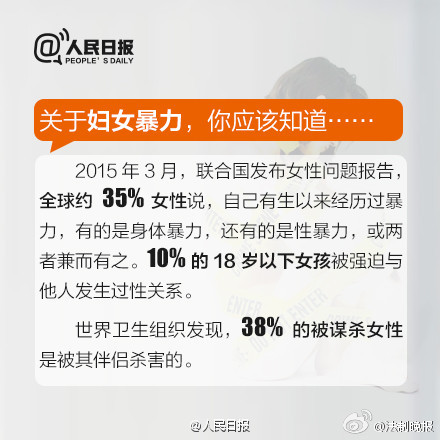 @人民日报
PEOPLE'S DAILY
关于妇女暴力，你应该知道……
2015年3月，联合国发布女性问题报告，
全球约 35% 女性说，自己有生以来经历过暴
力，有的是身体暴力，还有的是性暴力，或两
者兼而有之。10% 的 18 岁以下女孩被强迫与
他人发生过性关系。
世界卫生组织发现，38% 的被谋杀女性
是被其伴侣杀害的。
@人民日报
@法制晚报